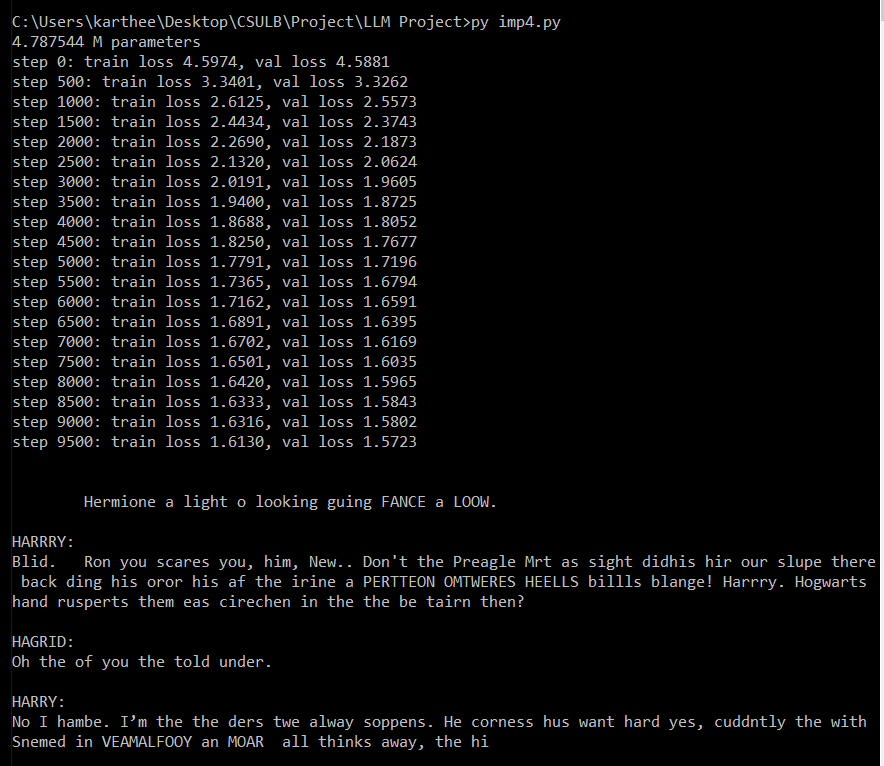 C:\Users\karthee\Desktop\CSULB\Project\LLM Project>py imp4.py
4.787544 M parameters
step 0: train loss 4.5974, val loss 4.5881
step 500: train loss 3.3401, val loss 3.3262
step 1000: train loss 2.6125, val loss 2.5573
step 1500: train loss 2.4434, val loss 2.3743
step 2000: train loss 2.2690, val loss 2.1873
step 2500: train loss 2.1320, val loss 2.0624
step 3000: train loss 2.0191, val loss 1.9605
step 3500: train loss 1.9400, val loss 1.8725
step 4000: train loss 1.8688, val loss 1.8052
step 4500: train loss 1.8250, val loss 1.7677
step 5000: train loss 1.7791, val loss 1.7196
step 5500: train loss 1.7365, val loss 1.6794
step 6000: train loss 1.7162, val loss 1.6591
step 6500: train loss 1.6891, val loss 1.6395
step 7000: train loss 1.6702, val loss 1.6169
step 7500: train loss 1.6501, val loss 1.6035
step 8000: train loss 1.6420, val loss 1.5965
step 8500: train loss 1.6333, val loss 1.5843
step 9000: train loss 1.6316, val loss 1.5802
step 9500: train loss 1.6130, val loss 1.5723
Hermione a light o looking guing FANCE a LOOW.
HARRRY:
Blid.   Ron you scares you, him, New.. Don't the Preagle Mrt as sight didhis hir our slupe there
back ding his oror his af the irine a PERTTEON OMTWERES HEELLS billls blange! Harrry. Hogwarts
hand rusperts them eas cirechen in the the be tairn then?
HAGRID:
Oh the of you the told under.
HARRY:
No I hambe. I’m the the ders twe alway soppens. He corness hus want hard yes, cuddntly the with
Snemed in VEAMALFOOY an MOAR  all thinks away, the hi